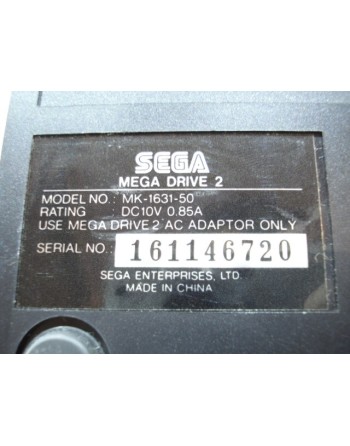 SEGA
MEGA DRIVE 2
MODEL NO.: MK-1631-50
RATING : DC10V 0.85A
USE MEGA DRIVE 2 AC ADAPTOR ONLY
SERIAL NO.: 161146720
SEGA ENTERPRISES, LTD.
MADE IN CHINA